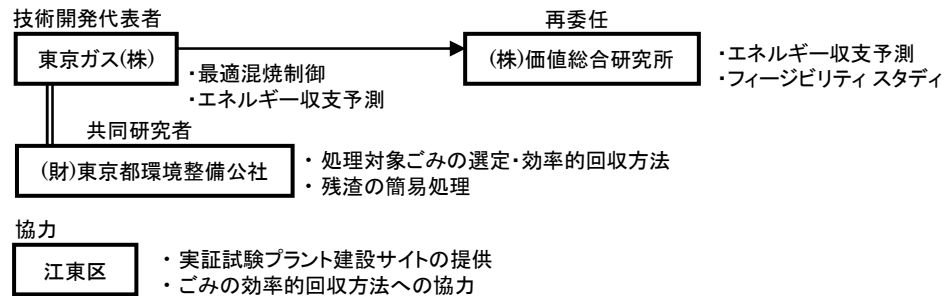 技術開発代表者
東京ガス(株)
・最適混焼制御
・エネルギー収支予測
再委任
(株)価値総合研究所
・エネルギー収支予測
・フィージビリティ スタディ
共同研究者
(財)東京都環境整備公社
・ 処理対象ごみの選定・効率的回収方法
・ 残渣の簡易処理
協力
江東区
・ 実証試験プラント建設サイトの提供
・ ごみの効率的回収方法への協力